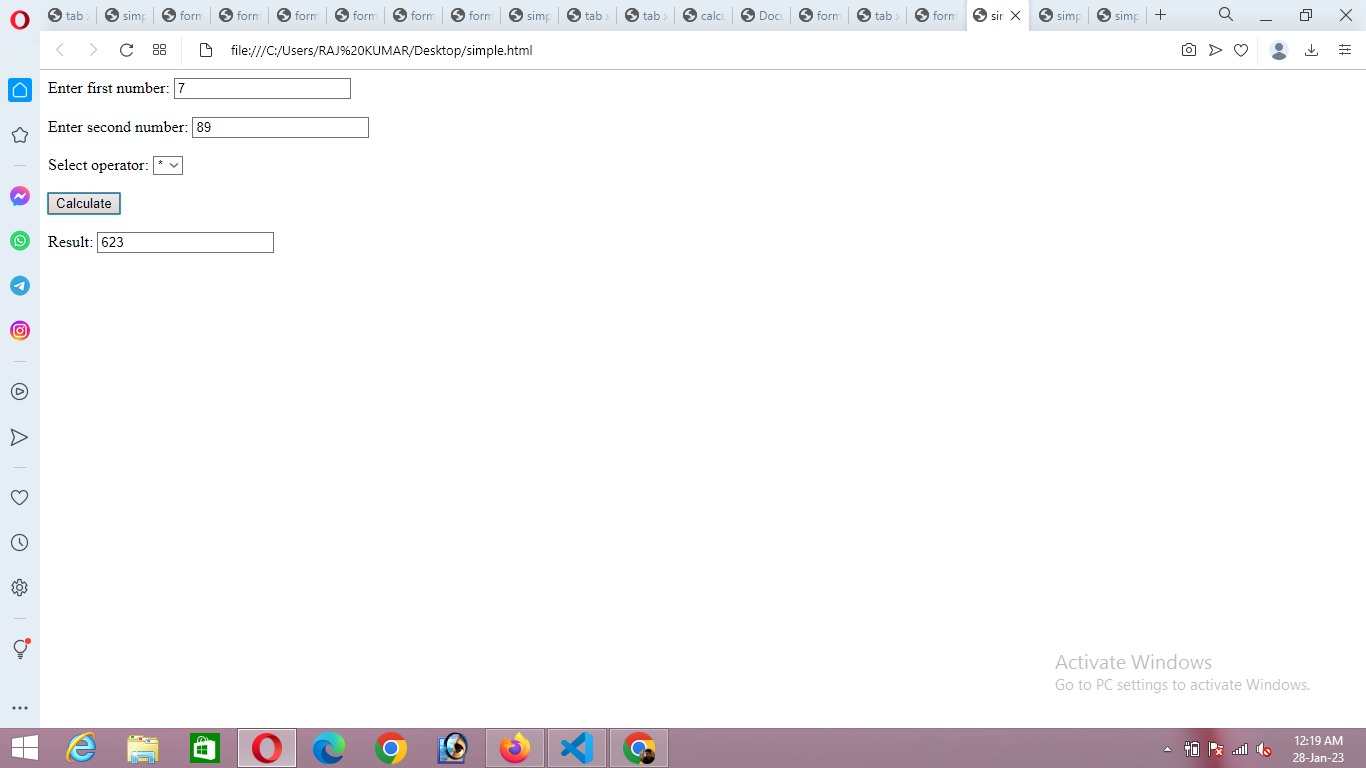 tab simp form form form form form form simp tab tab calcu Doc form tab form sir simp simp
file:///C:/Users/RAJ%20KUMAR/Desktop/simple.html
Enter first number: 7
Enter second number: 89
Select operator: *
Calculate
Result: 623
Activate Windows
Go to PC settings to activate Windows.
12:19 AM
28-Jan-23